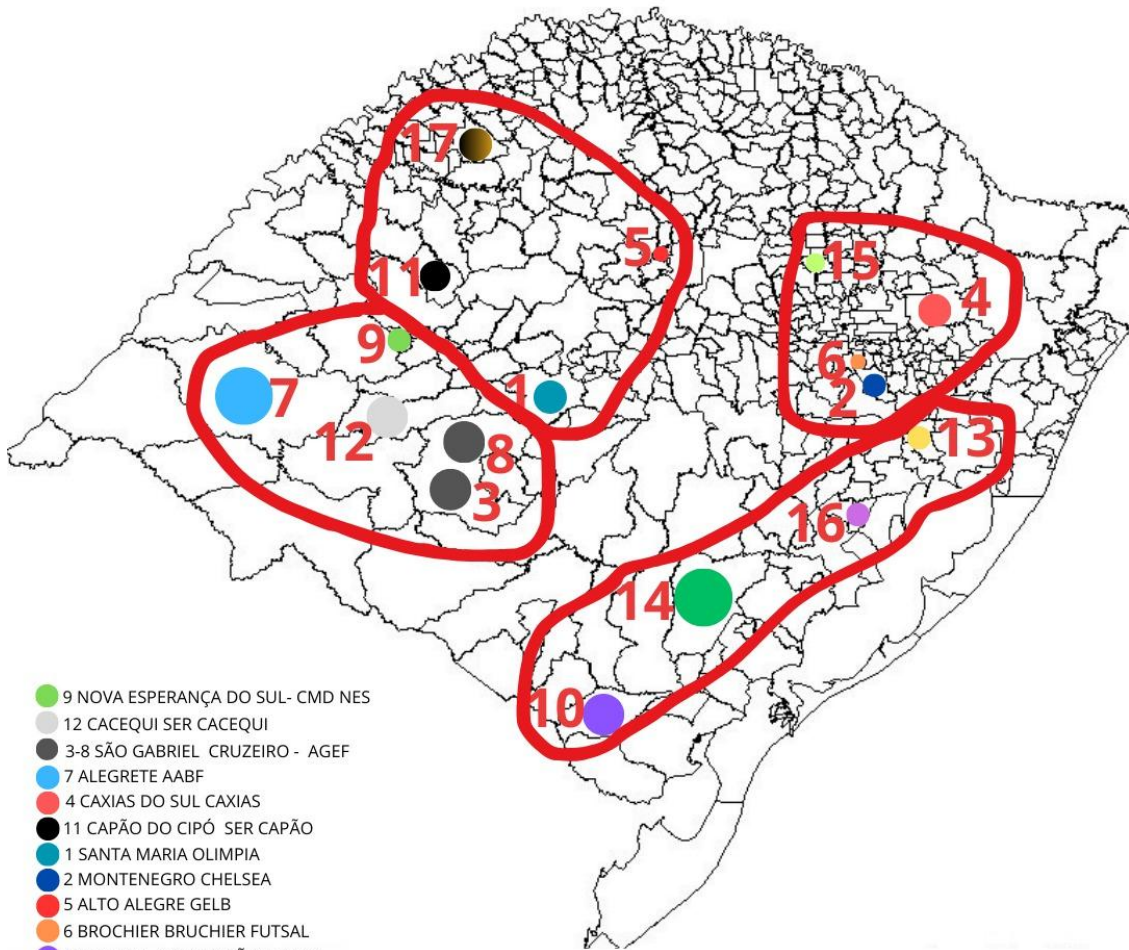 17
5
15
11
4
9
6
7
1
2
12
13
8
3
16
14
10
9 NOVA ESPERANÇA DO SUL- CMD NES
12 CACEQUI SER CACEQUI
3-8 SÃO GABRIEL CRUZEIRO - AGEF
7 ALEGRETE AABF
4 CAXIAS DO SUL CAXIAS
11 CAPÃO DO CIPÓ SER CAPÃO
1 SANTA MARIA OLIMPIA
2 MONTENEGRO CHELSEA
5 ALTO ALEGRE GELB
6 BROCHIER BRUCHIER FUTSAL